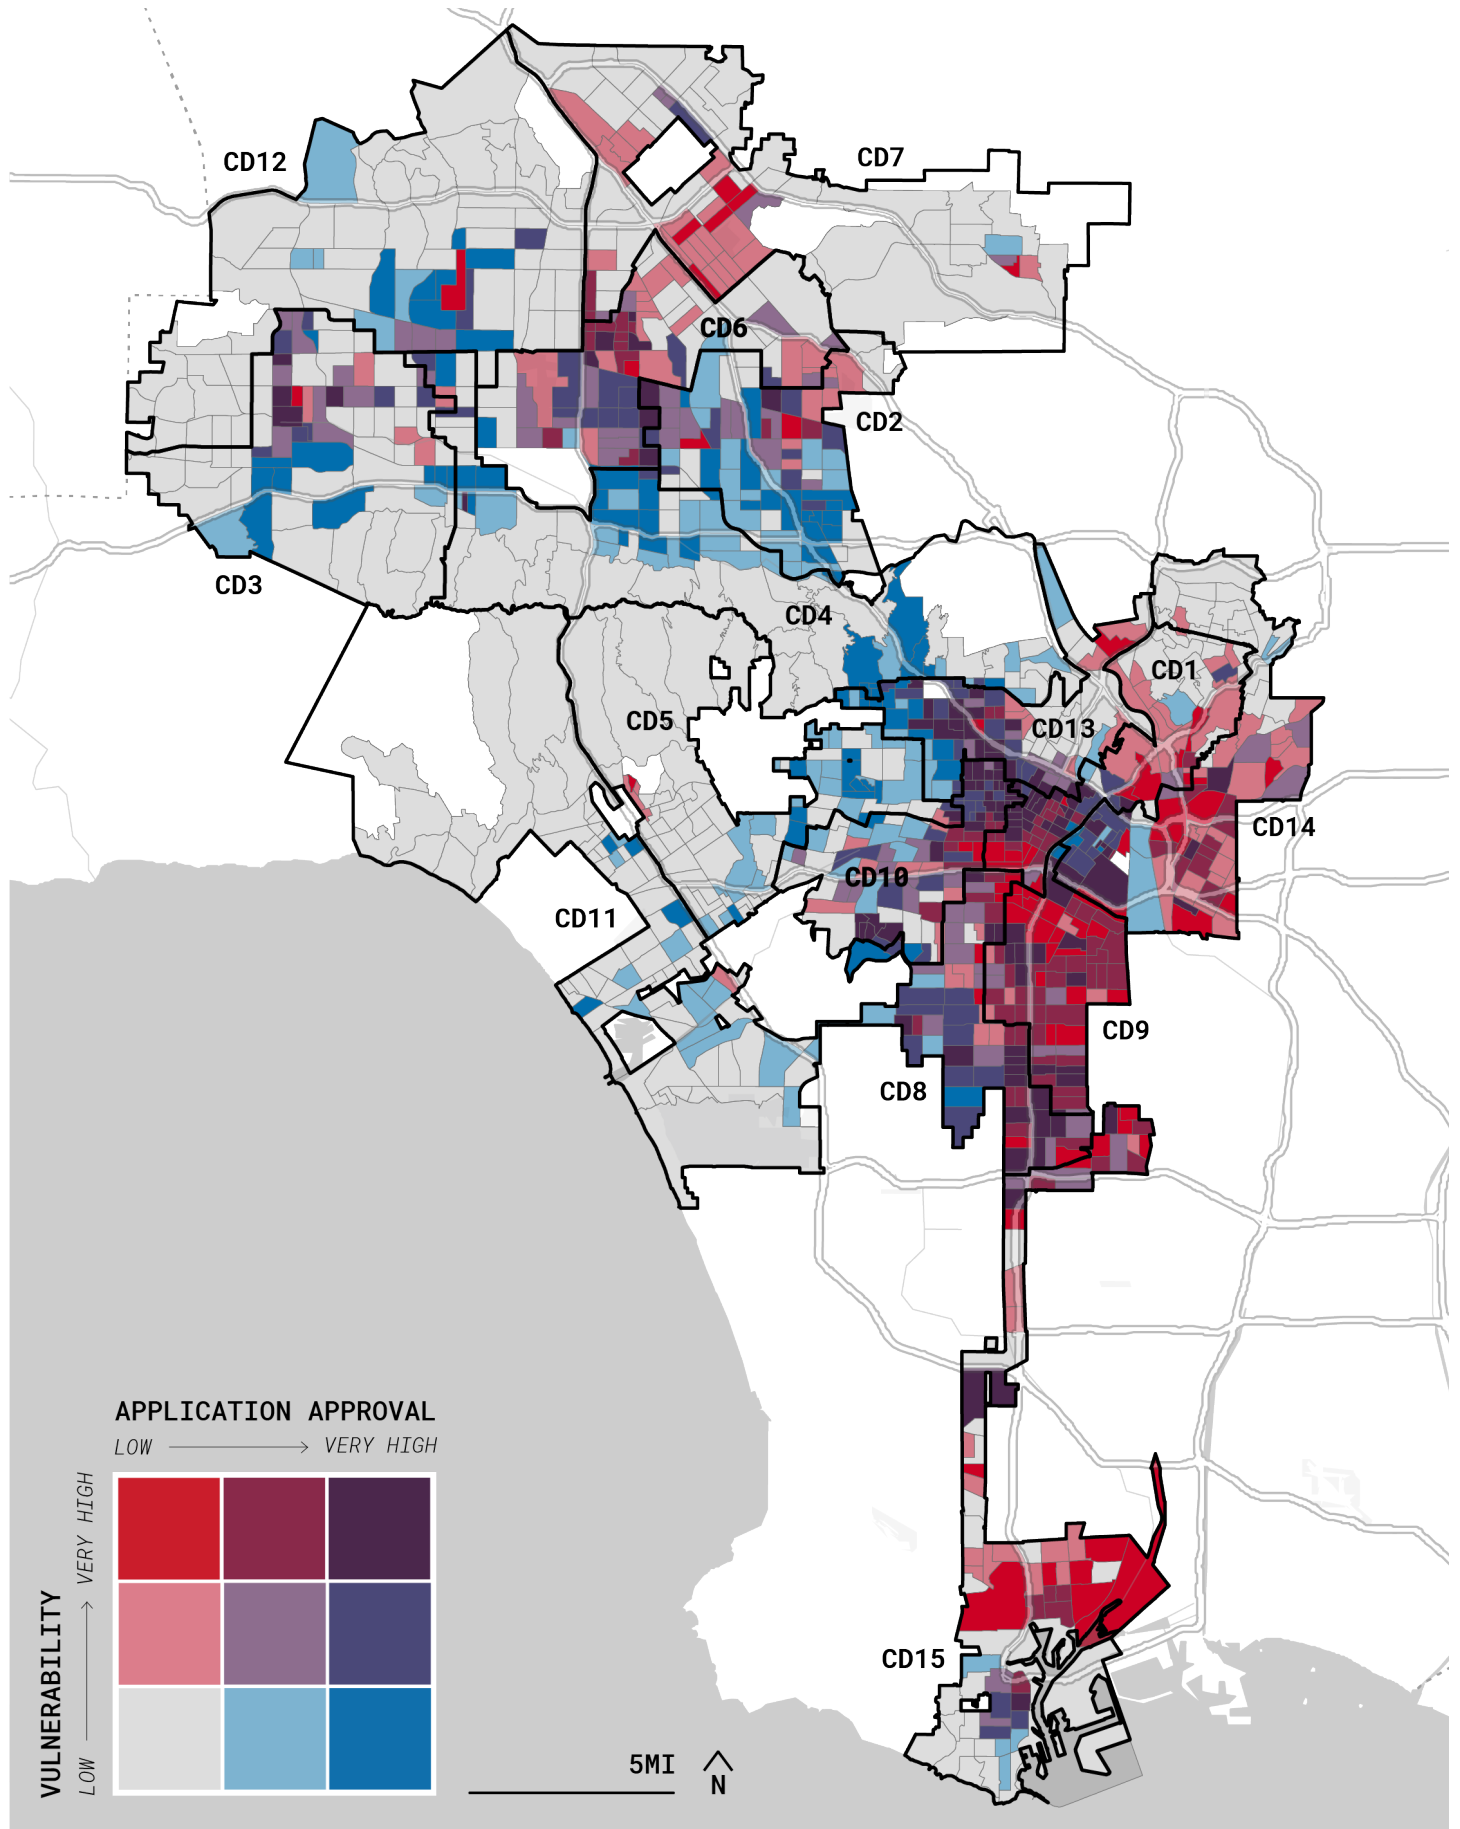 CD12
CD7
CD6
CD2
CD3
CD4
CD1
CD5
CD13
CD14
CD10
CD11
CD9
CD8
APPLICATION APPROVAL
LOW
VERY HIGH
VULNERABILITY
LOW
VERY HIGH
CD15
5MI
N